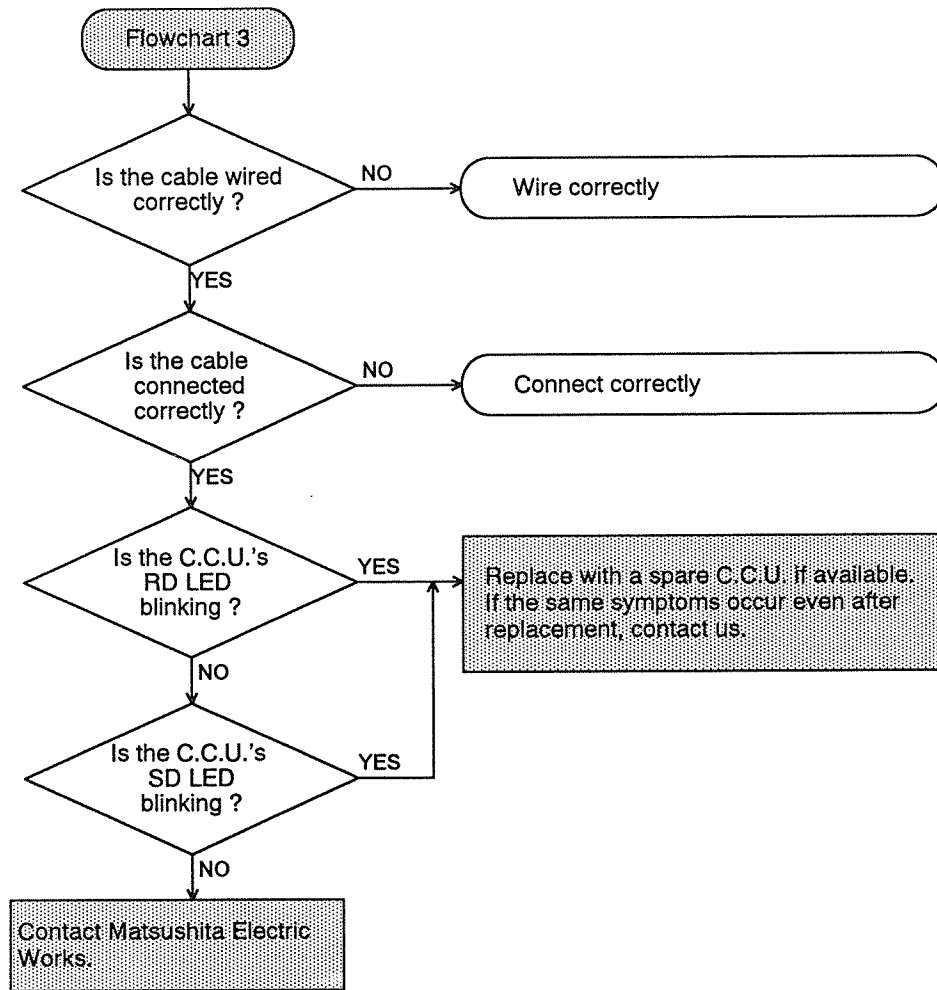 Flowchart 3
Is the cable wired
correctly ?
NO
Wire correctly
YES
Is the cable
connected
correctly ?
NO
Connect correctly
YES
Is the C.C.U.'s
RD LED
blinking ?
YES
Replace with a spare C.C.U. if available.
If the same symptoms occur even after
replacement, contact us.
NO
Is the C.C.U.'s
SD LED
blinking ?
YES
NO
Contact Matsushita Electric
Works.